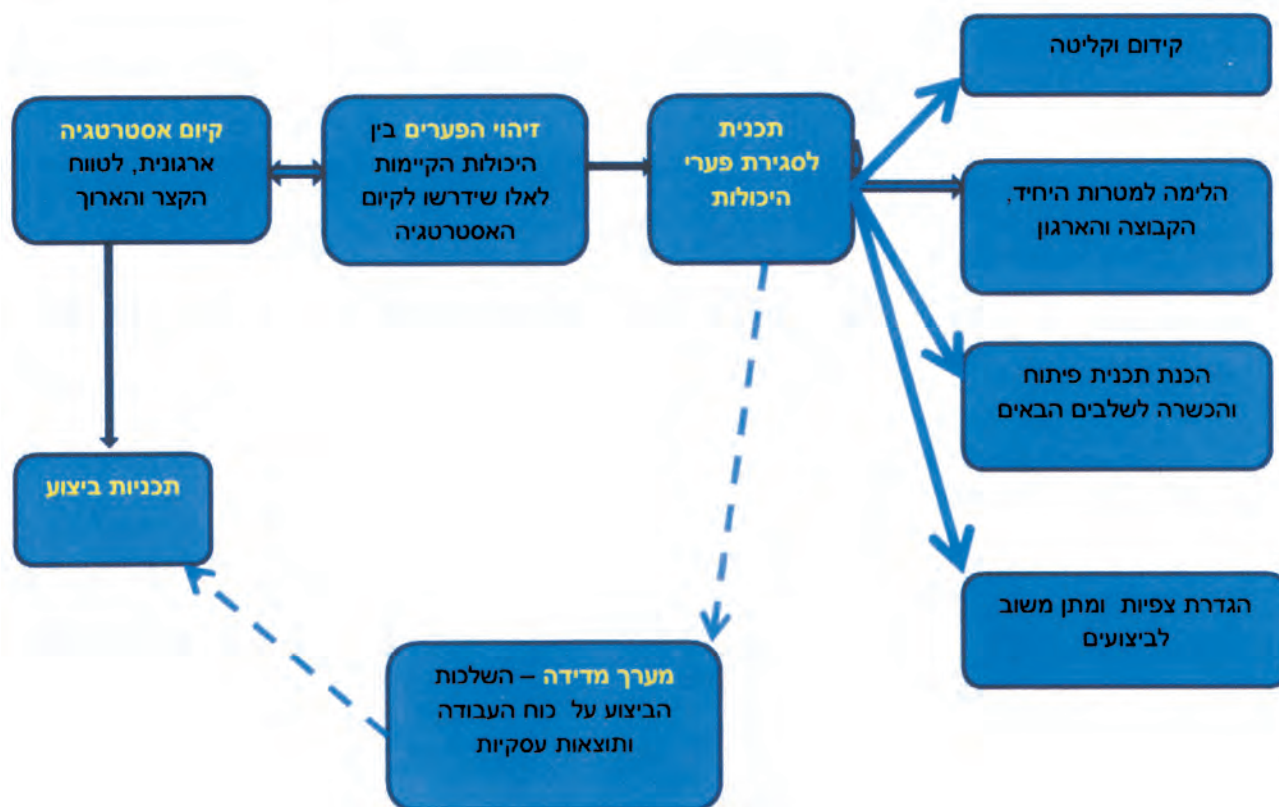 קידום וקליטה
קיום אסטרטגיה
ארגונית, לטווח
הקצר והארוך
זיהוי הפערים בין
היכולות הקיימות
לאלו שידרשו לקיום
האסטרטגיה
תכנית
לסגירת פערי
היכולות
הלימה למטרות היחיד,
הקבוצה והארגון
הכנת תכנית פיתוח
והכשרה לשלבים הבאים
תכניות ביצוע
הגדרת צפיות ומתן משוב
לביצועים
מערך מדידה – השלכות
הביצוע על כוח העבודה
ותוצאות עסקיות